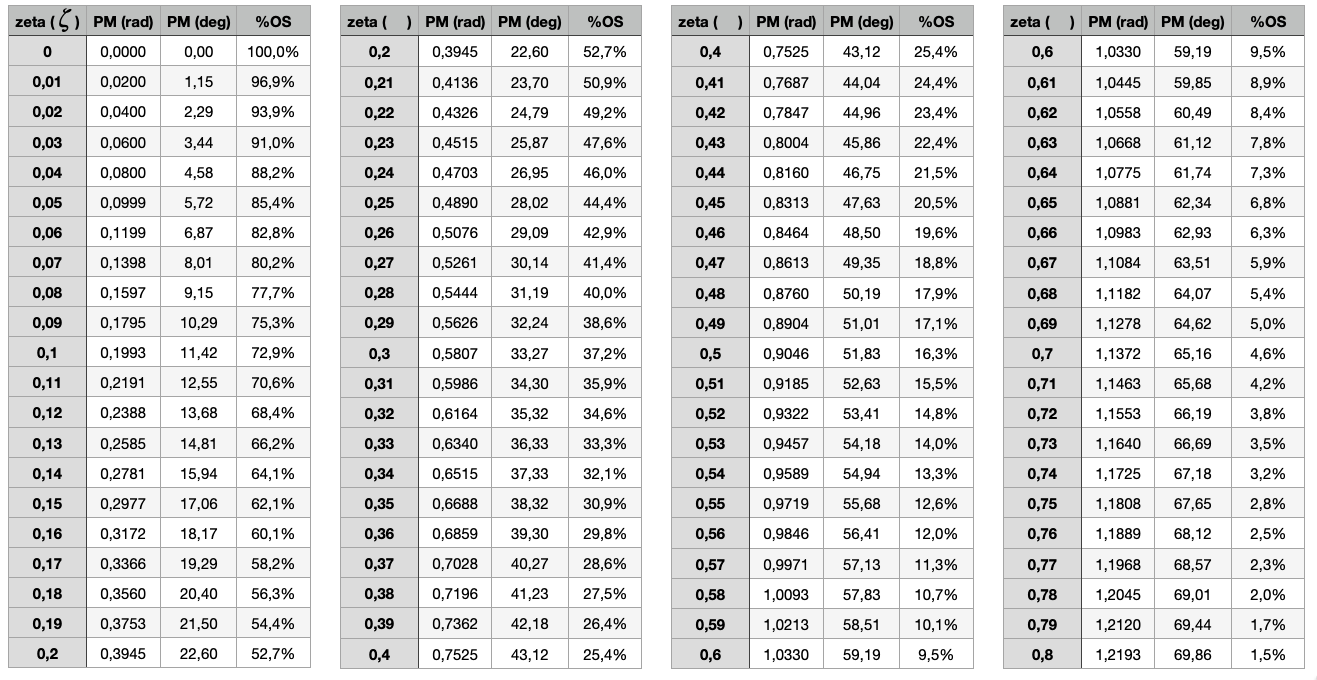 zeta ( ζ ) PM (rad) PM (deg) %OS zeta ( ) PM (rad) PM (deg) %OS zeta ( ) PM (rad) PM (deg) %OS zeta ( ) PM (rad) PM (deg) %OS
0 0,0000 0,00 100,0% 0,2 0,3945 22,60 52,7% 0,4 0,7525 43,12 25,4% 0,6 1,0330 59,19 9,5%
0,01 0,0200 1,15 96,9% 0,21 0,4136 23,70 50,9% 0,41 0,7687 44,04 24,4% 0,61 1,0445 59,85 8,9%
0,02 0,0400 2,29 93,9% 0,22 0,4326 24,79 49,2% 0,42 0,7847 44,96 23,4% 0,62 1,0558 60,49 8,4%
0,03 0,0600 3,44 91,0% 0,23 0,4515 25,87 47,6% 0,43 0,8004 45,86 22,4% 0,63 1,0668 61,12 7,8%
0,04 0,0800 4,58 88,2% 0,24 0,4703 26,95 46,0% 0,44 0,8160 46,75 21,5% 0,64 1,0775 61,74 7,3%
0,05 0,0999 5,72 85,4% 0,25 0,4890 28,02 44,4% 0,45 0,8313 47,63 20,5% 0,65 1,0881 62,34 6,8%
0,06 0,1199 6,87 82,8% 0,26 0,5076 29,09 42,9% 0,46 0,8464 48,50 19,6% 0,66 1,0983 62,93 6,3%
0,07 0,1398 8,01 80,2% 0,27 0,5261 30,14 41,4% 0,47 0,8613 49,35 18,8% 0,67 1,1084 63,51 5,9%
0,08 0,1597 9,15 77,7% 0,28 0,5444 31,19 40,0% 0,48 0,8760 50,19 17,9% 0,68 1,1182 64,07 5,4%
0,09 0,1795 10,29 75,3% 0,29 0,5626 32,24 38,6% 0,49 0,8904 51,01 17,1% 0,69 1,1278 64,62 5,0%
0,1 0,1993 11,42 72,9% 0,3 0,5807 33,27 37,2% 0,5 0,9046 51,83 16,3% 0,7 1,1372 65,16 4,6%
0,11 0,2191 12,55 70,6% 0,31 0,5986 34,30 35,9% 0,51 0,9185 52,63 15,5% 0,71 1,1463 65,68 4,2%
0,12 0,2388 13,68 68,4% 0,32 0,6164 35,32 34,6% 0,52 0,9322 53,41 14,8% 0,72 1,1553 66,19 3,8%
0,13 0,2585 14,81 66,2% 0,33 0,6340 36,33 33,3% 0,53 0,9457 54,18 14,0% 0,73 1,1640 66,69 3,5%
0,14 0,2781 15,94 64,1% 0,34 0,6515 37,33 32,1% 0,54 0,9589 54,94 13,3% 0,74 1,1725 67,18 3,2%
0,15 0,2977 17,06 62,1% 0,35 0,6688 38,32 30,9% 0,55 0,9719 55,68 12,6% 0,75 1,1808 67,65 2,8%
0,16 0,3172 18,17 60,1% 0,36 0,6859 39,30 29,8% 0,56 0,9846 56,41 12,0% 0,76 1,1889 68,12 2,5%
0,17 0,3366 19,29 58,2% 0,37 0,7028 40,27 28,6% 0,57 0,9971 57,13 11,3% 0,77 1,1968 68,57 2,3%
0,18 0,3560 20,40 56,3% 0,38 0,7196 41,23 27,5% 0,58 1,0093 57,83 10,7% 0,78 1,2045 69,01 2,0%
0,19 0,3753 21,50 54,4% 0,39 0,7362 42,18 26,4% 0,59 1,0213 58,51 10,1% 0,79 1,2120 69,44 1,7%
0,2 0,3945 22,60 52,7% 0,4 0,7525 43,12 25,4% 0,6 1,0330 59,19 9,5% 0,8 1,2193 69,86 1,5%